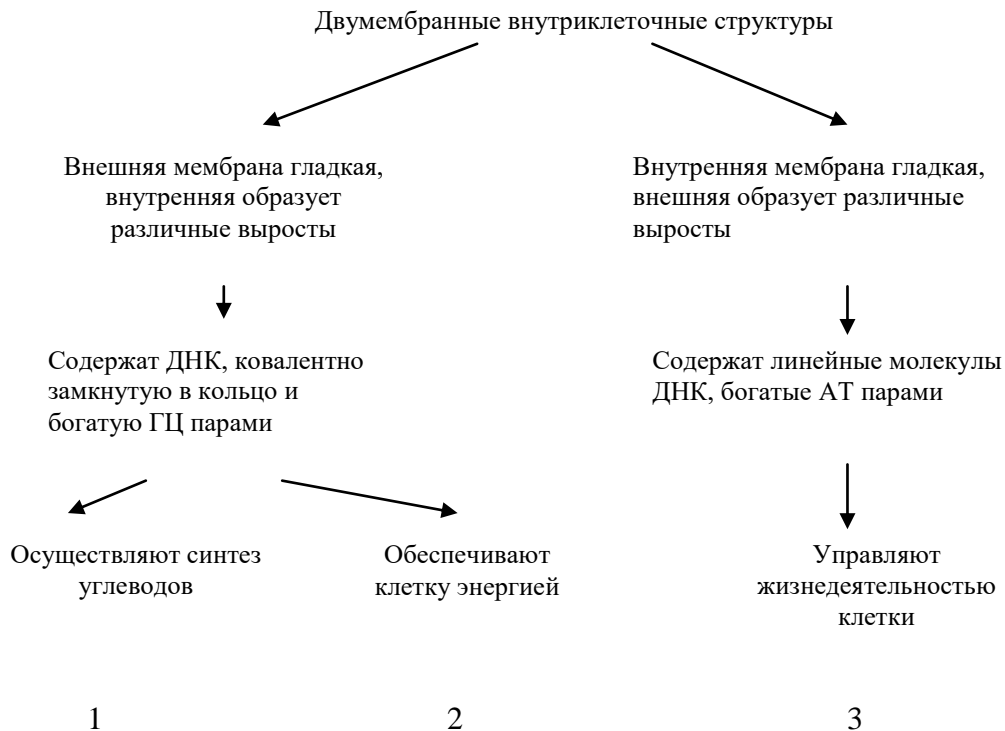 Двумембранные внутриклеточные структуры
Внешняя мембрана гладкая,
внутренняя образует
различные выросты
Внутренняя мембрана гладкая,
внешняя образует различные
выросты
Содержат ДНК, ковалентно
замкнутую в кольцо и
богатую ГЦ парами
Содержат линейные молекулы
ДНК, богатые АТ парами
Осуществляют синтез
углеводов
Обеспечивают
клетку энергией
Управляют
жизнедеятельностью
клетки
1
2
3